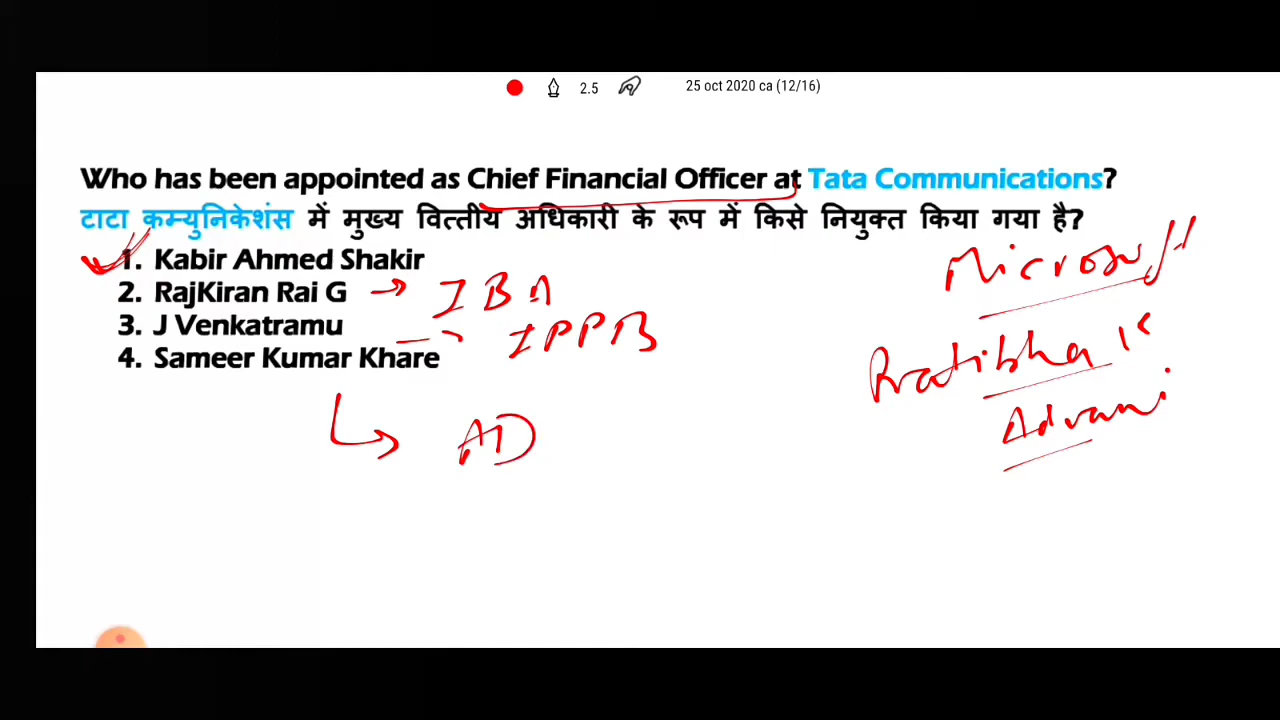 2.5 25 oct 2020 ca (12/16)
Who has been appointed as Chief Financial Officer at Tata Communications?
टाटा कम्युनिकेशंस में मुख्य वित्तीय अधिकारी के रूप में किसे नियुक्त किया गया है?
1. Kabir Ahmed Shakir
2. RajKiran Rai G → IBA
3. J Venkatramu → IPPB
4. Sameer Kumar Khare
AD
Microsoft
Pratibha K
Advani